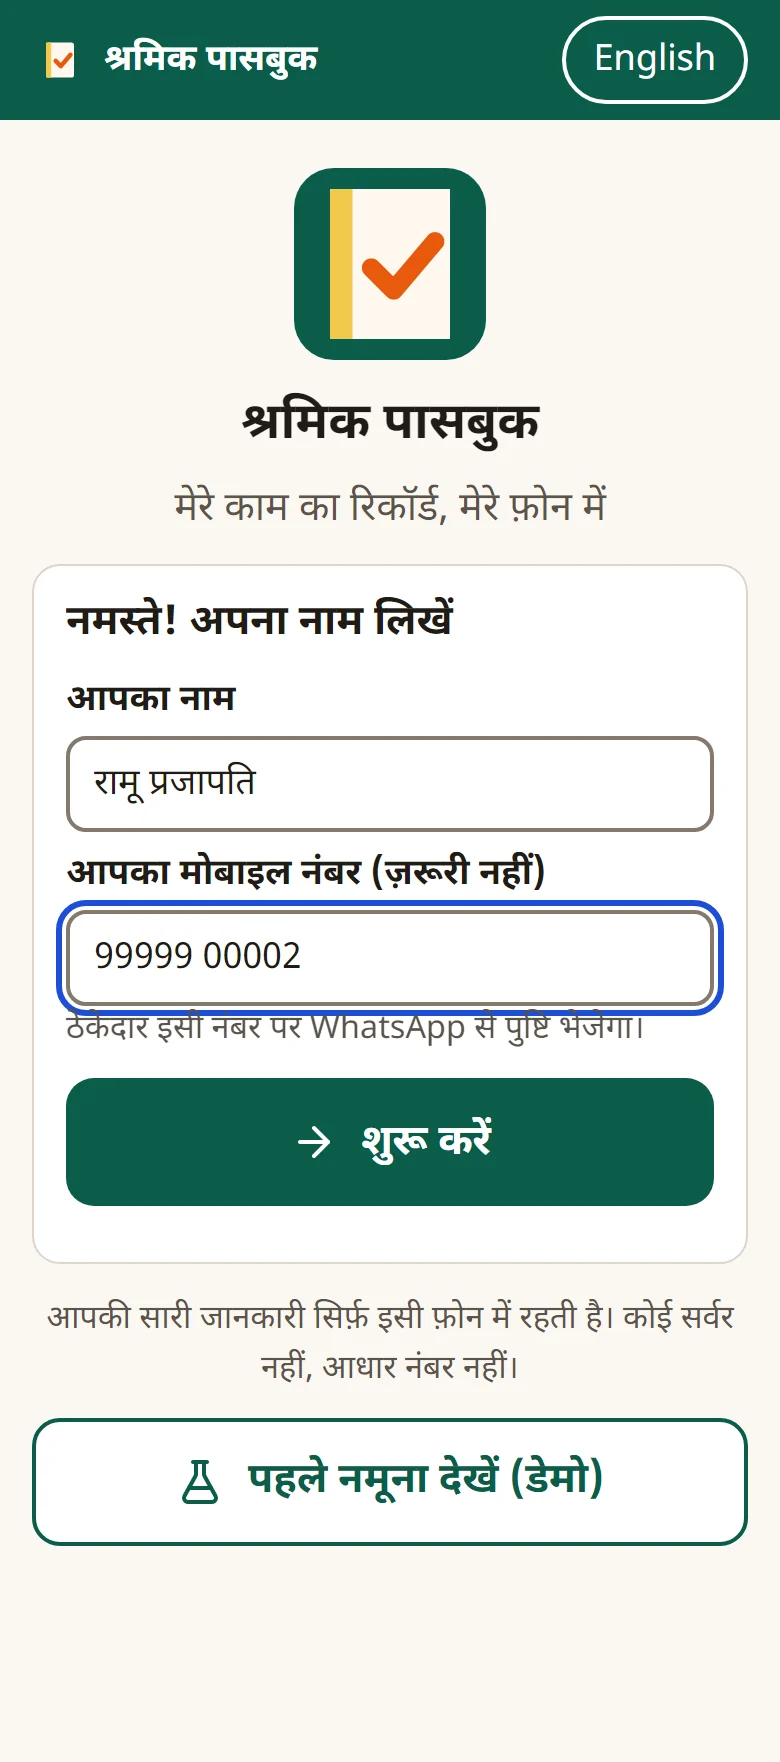 श्रमिक पासबुक
English
श्रमिक पासबुक
मेरे काम का रिकॉर्ड, मेरे फ़ोन में
नमस्ते! अपना नाम लिखें
आपका नाम
रामू प्रजापति
आपका मोबाइल नंबर (ज़रूरी नहीं)
99999 00002
ठेकेदार इसी नंबर पर WhatsApp से पुष्टि भेजेगा।
शुरू करें
आपकी सारी जानकारी सिर्फ़ इसी फ़ोन में रहती है। कोई सर्वर
नहीं, आधार नंबर नहीं।
पहले नमूना देखें (डेमो)